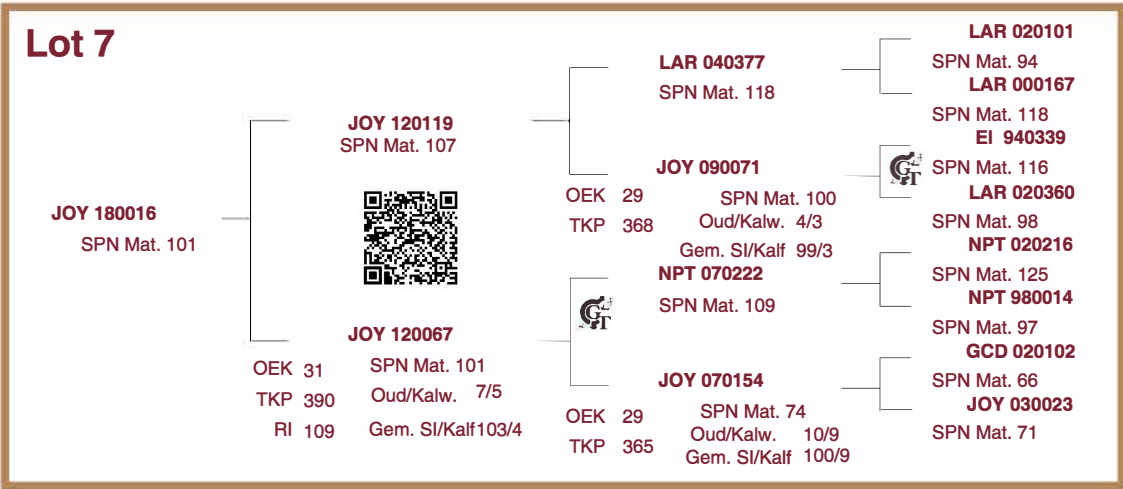 Lot 7
JOY 180016
SPN Mat. 101
JOY 120119
SPN Mat. 107
JOY 120067
OEK 31 SPN Mat. 101
TKP 390 Oud/Kalw. 7/5
RI 109 Gem. SI/Kalf103/4
LAR 040377
SPN Mat. 118
JOY 090071
OEK 29 SPN Mat. 100
TKP 368 Oud/Kalw. 4/3
Gem. SI/Kalf 99/3
NPT 070222
SPN Mat. 109
GT
JOY 070154
OEK 29 SPN Mat. 74
TKP 365 Oud/Kalw. 10/9
Gem. SI/Kalf 100/9
LAR 020101
SPN Mat. 94
LAR 000167
SPN Mat. 118
EI 940339
GT
SPN Mat. 116
LAR 020360
SPN Mat. 98
NPT 020216
SPN Mat. 125
NPT 980014
SPN Mat. 97
GCD 020102
SPN Mat. 66
JOY 030023
SPN Mat. 71